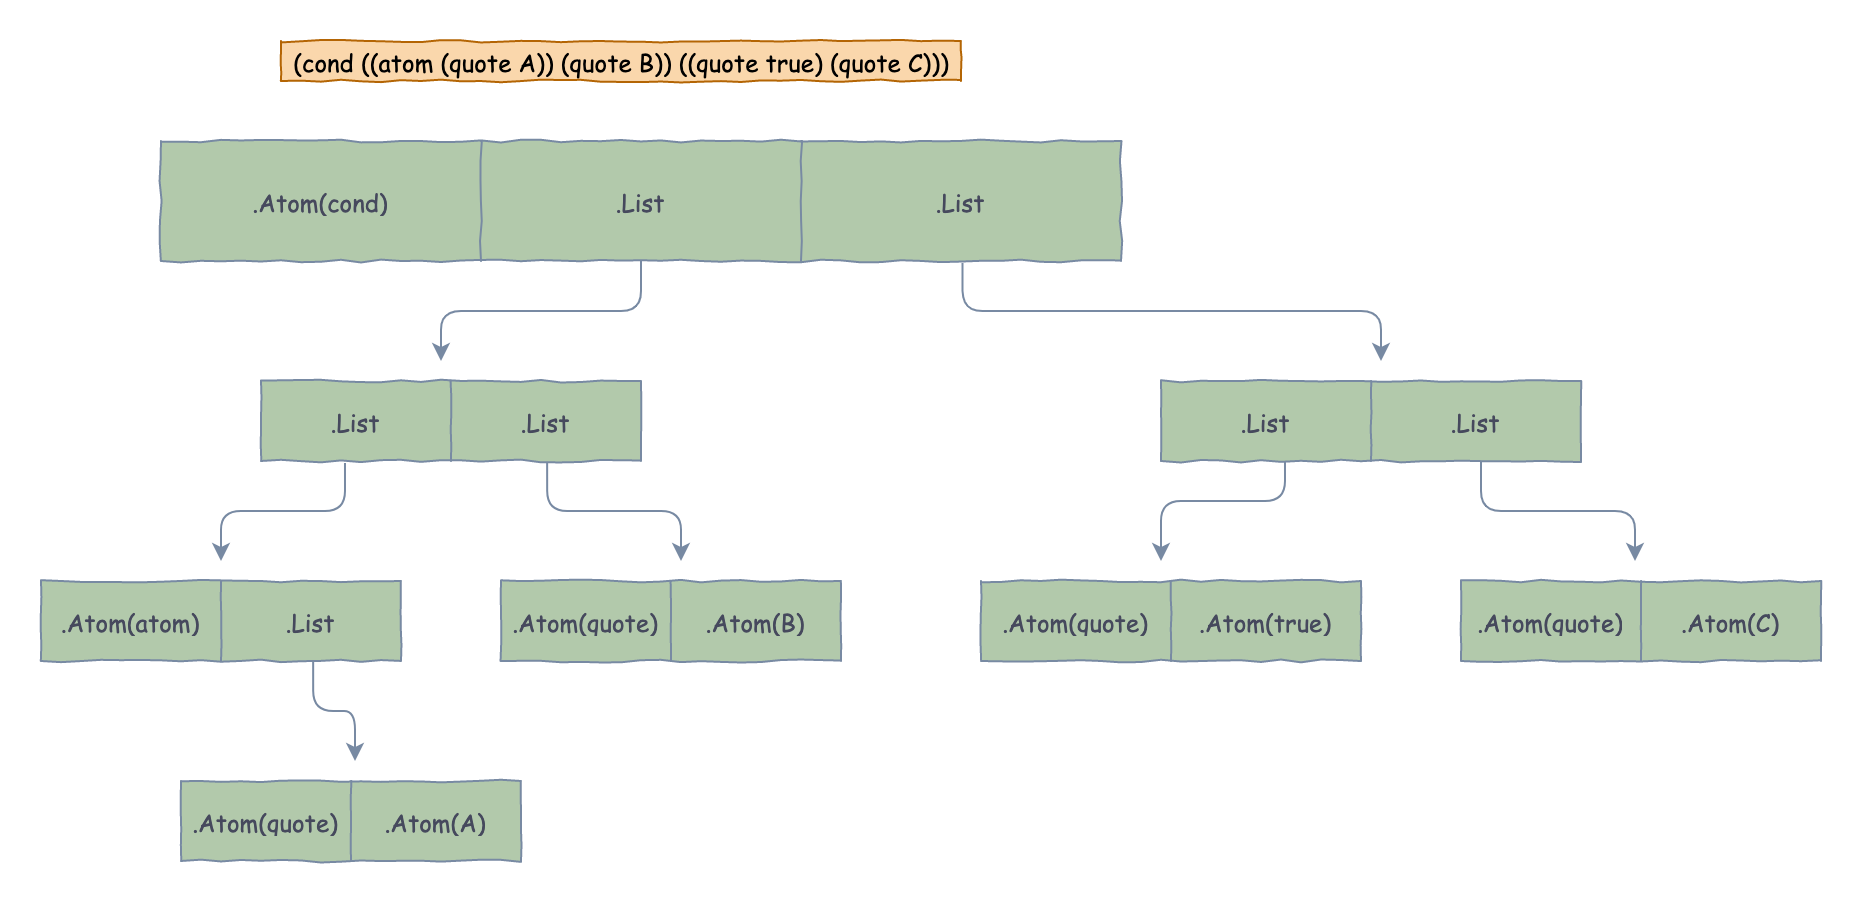 (cond ((atom (quote A)) (quote B)) ((quote true) (quote C)))
.Atom(cond) .List .List
.List .List .List .List
.Atom(atom) .List .Atom(quote) .Atom(B) .Atom(quote) .Atom(true) .Atom(quote) .Atom(C)
.Atom(quote) .Atom(A)